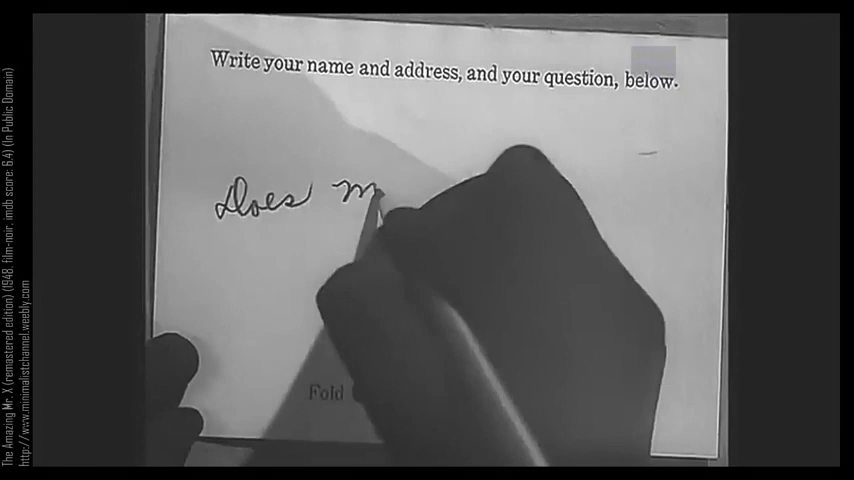 Write your name and address, and your question, below.
Does m
Fold
The Amazing Mr. X (remastered edition) (1948, film-noir, imdb score: 6.4) (In Public Domain)
http://www.minimalistchannel.weebly.com